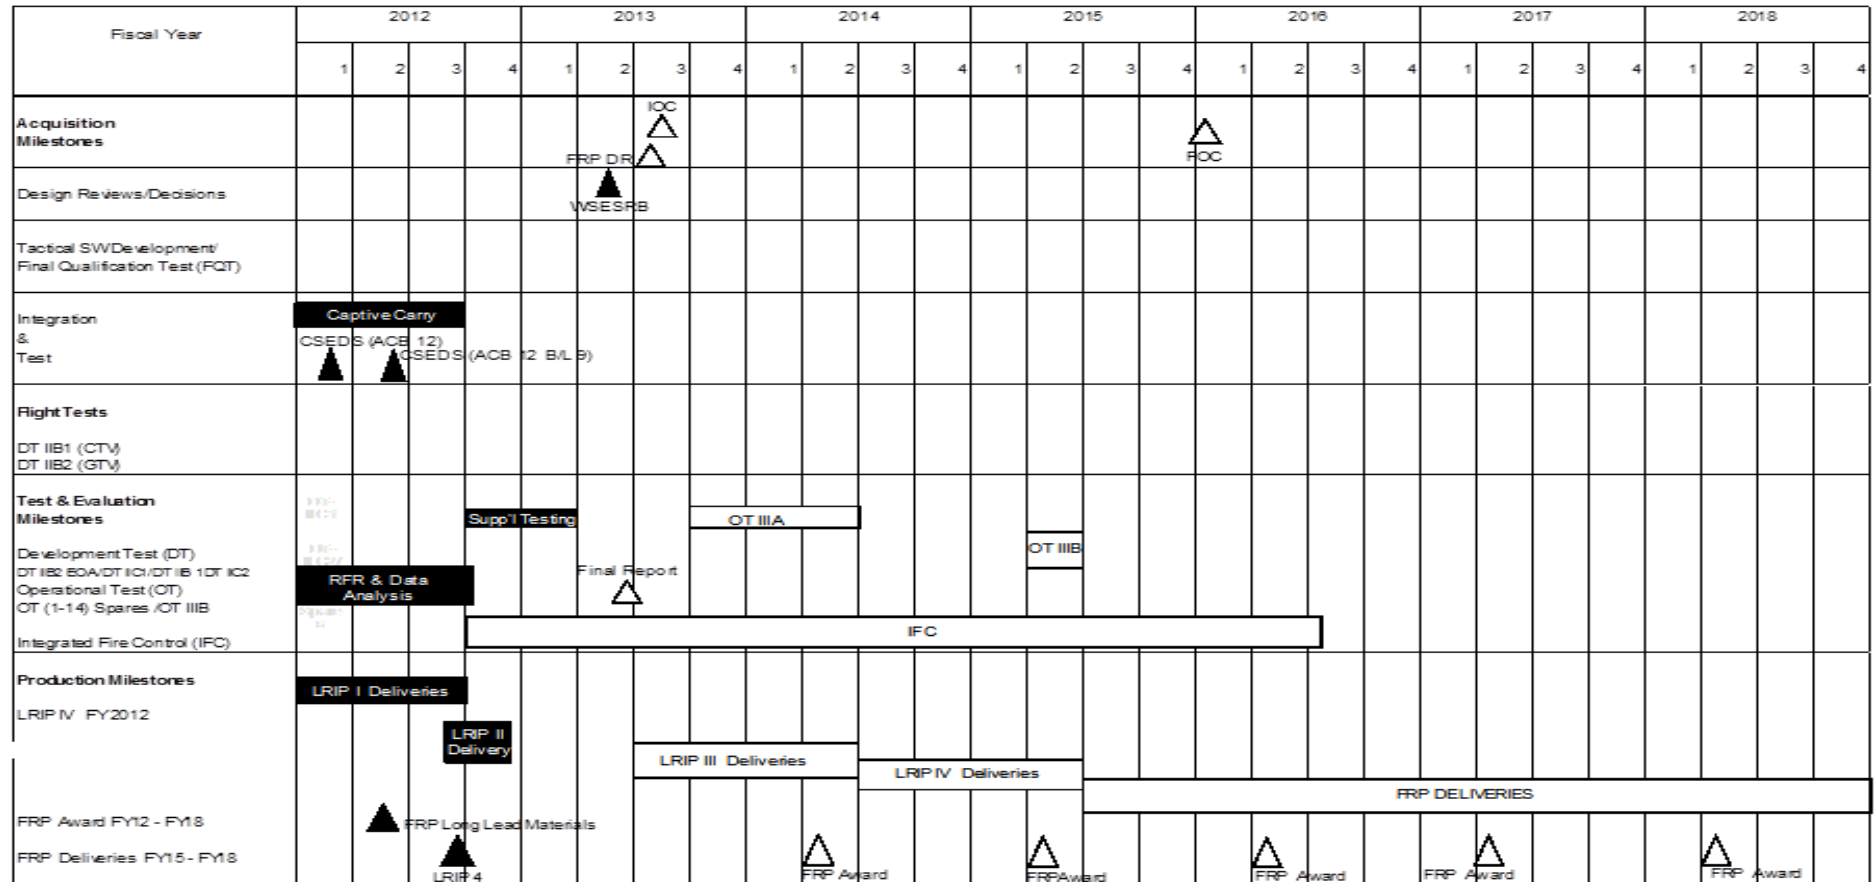 Fiscal Year
2012 2013 2014 2015 2016 2017 2018
1 2 3 4 1 2 3 4 1 2 3 4 1 2 3 4 1 2 3 4 1 2 3 4 1 2 3 4
Acquisition
Milestones
IOC
FRP DR
FOC
Design Reviews/Decisions
WSESRB
Tactical SW Development/
Final Qualification Test (FQT)
Integration
&
Test
Captive Carry
CSEDS (ACB 12)
CSEDS (ACB 12 B/L 9)
Flight Tests
DT IIB1 (CTV)
DT IIB2 (GTV)
Test & Evaluation
Milestones
Supp'l Testing
OT IIIA
Development Test (DT)
OT IIIB
DT IIB2 EOA/DT IIC1/DT IIB 1DT IIC2
Operational Test (OT)
OT (1-14) Spares /OT IIIB
RFR & Data
Analysis
Final Report
Integrated Fire Control (IFC)
IFC
Production Milestones
LRIP I Deliveries
LRIP IV FY2012
LRIP II
Delivery
LRIP III Deliveries
LRIP IV Deliveries
FRP DELIVERIES
FRP Award FY12 - FY18
FRP Long Lead Materials
FRP Deliveries FY15 - FY18
LRIP 4
FRP Award
FRPAward
FRP Award
FRP Award
FRP Award